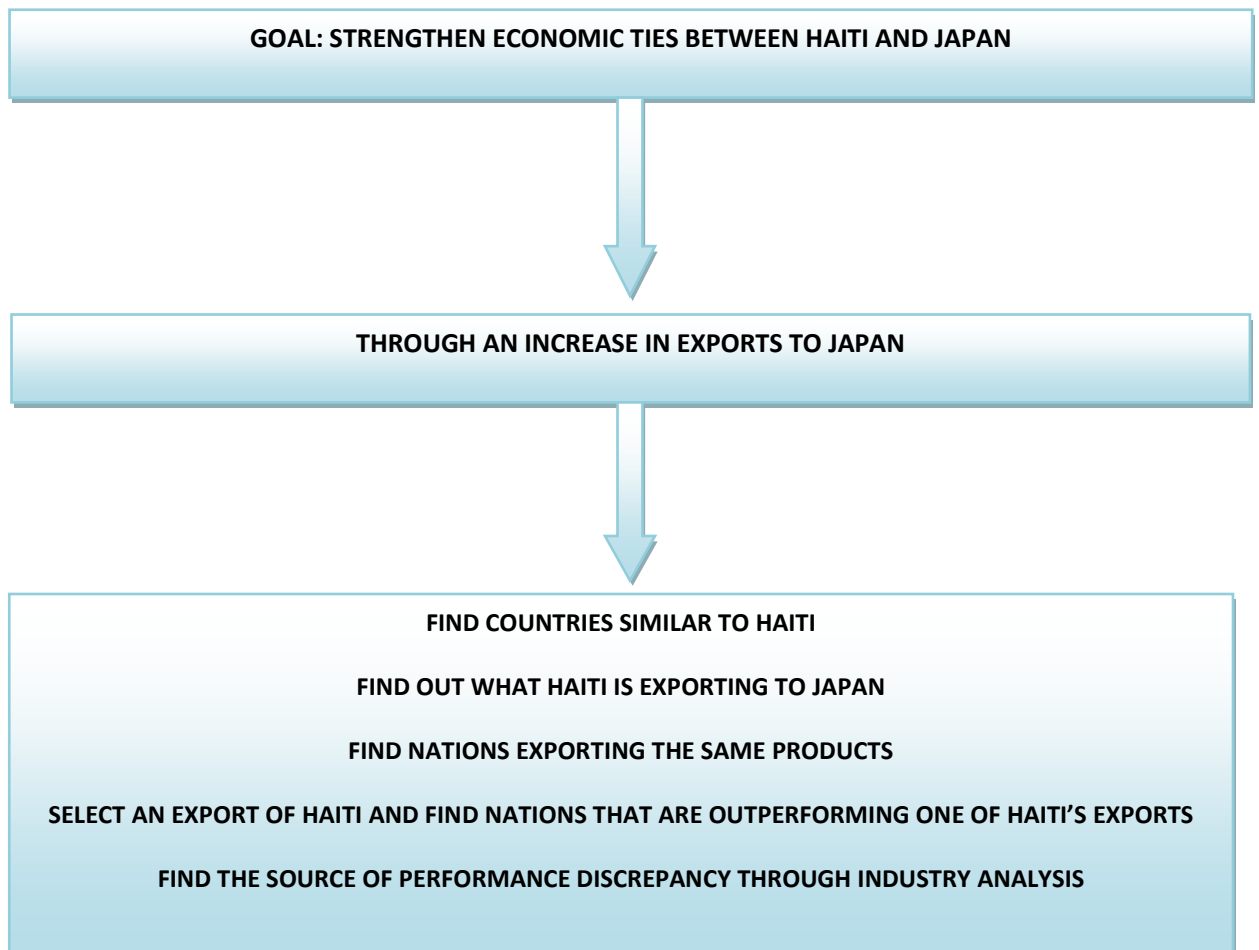 GOAL: STRENGTHEN ECONOMIC TIES BETWEEN HAITI AND JAPAN
THROUGH AN INCREASE IN EXPORTS TO JAPAN
FIND COUNTRIES SIMILAR TO HAITI
FIND OUT WHAT HAITI IS EXPORTING TO JAPAN
FIND NATIONS EXPORTING THE SAME PRODUCTS
SELECT AN EXPORT OF HAITI AND FIND NATIONS THAT ARE OUTPERFORMING ONE OF HAITI’S EXPORTS
FIND THE SOURCE OF PERFORMANCE DISCREPANCY THROUGH INDUSTRY ANALYSIS